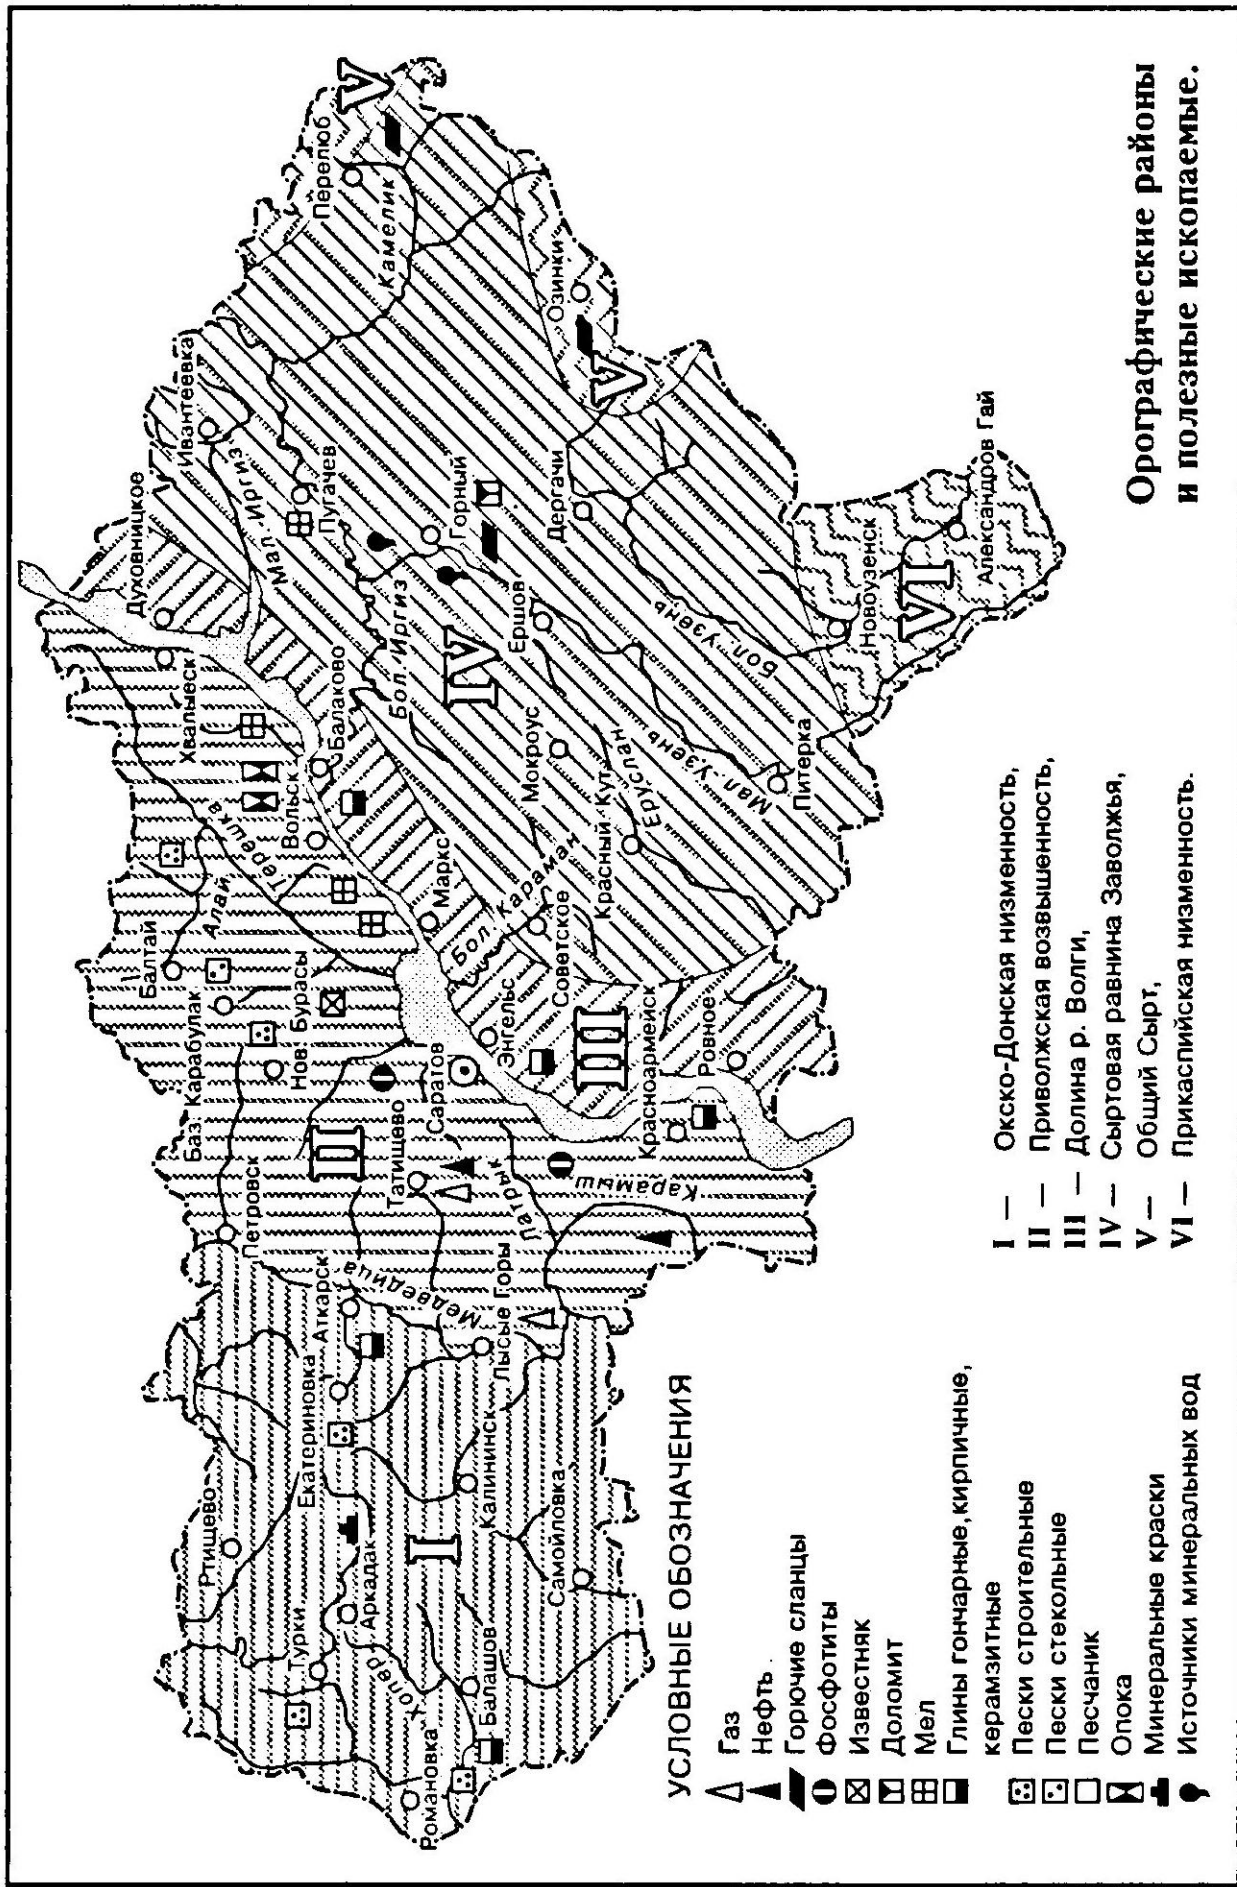 Орографические районы
и полезные ископаемые.
Ртищево
Турки
Романовка
Хопер
Балашов
Аркадак
Екатериновка
Калининск
Самойловка
Аткарск
Медведица
Лысые Горы
Петровск
Баз. Карабулак
Балтай
Алай
Терешка
Нов. Бурасы
Татищево
Саратов
Латрык
Карамыш
Красноармейск
Ровное
Энгельс
Советское
Бол. Караман
Маркс
Вольск
Балаково
Хвалынск
Духовницкое
Ивантеевка
Мал. Иргиз
Пугачев
Бол. Иргиз
Горный
Ершов
Мокроус
Красный Кут
Еруслан
Мал. Узень
Бол. Узень
Питерка
Дергачи
Новоузенск
Александров Гай
Озинки
Камелик
Перелюб
I
II
III
IV
V
V
VI
УСЛОВНЫЕ ОБОЗНАЧЕНИЯ
Газ
Нефть
Горючие сланцы
Фосфотиты
Известняк
Доломит
Мел
Глины гончарные, кирпичные,
керамзитные
Пески строительные
Пески стекольные
Песчаник
Опока
Минеральные краски
Источники минеральных вод
I — Окско-Донская низменность,
II — Приволжская возвышенность,
III — Долина р. Волги,
IV — Сыртовая равнина Заволжья,
V — Общий Сырт,
VI — Прикаспийская низменность.